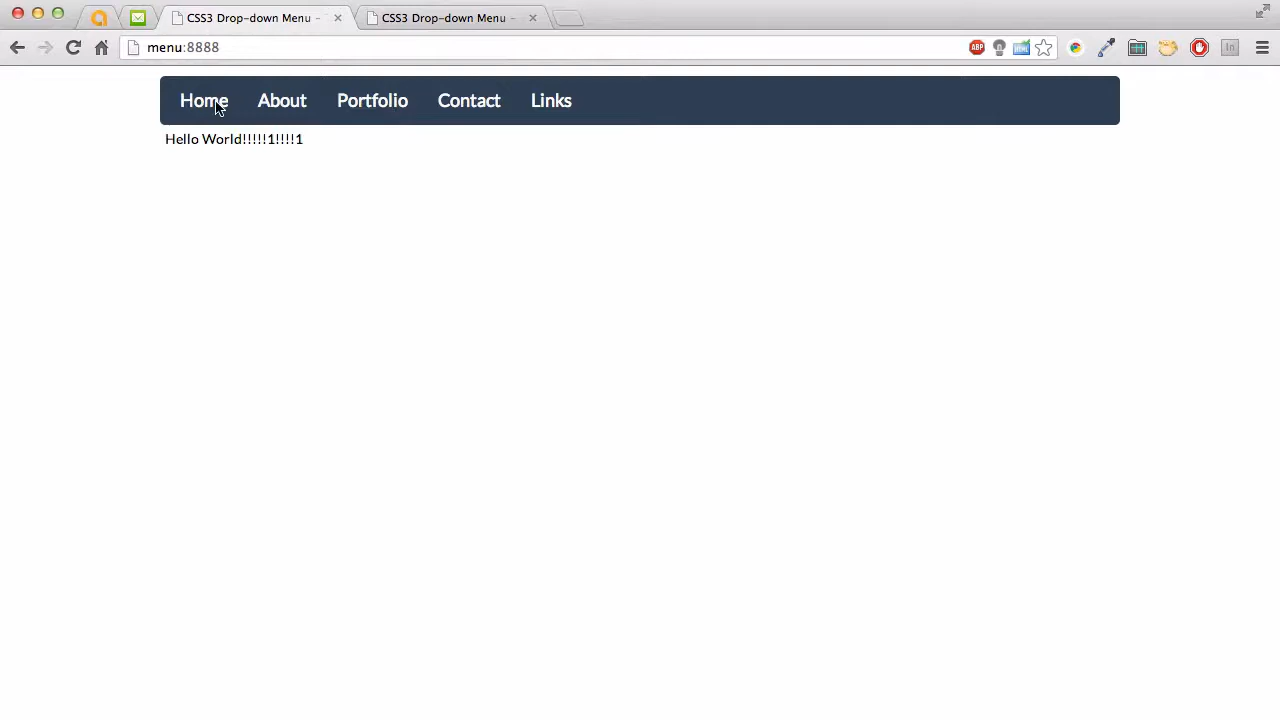 CSS3 Drop-down Menu - CSS3 Drop-down Menu -
menu:8888 ABP
Home About Portfolio Contact Links
Hello World!!!!!1!!!!1